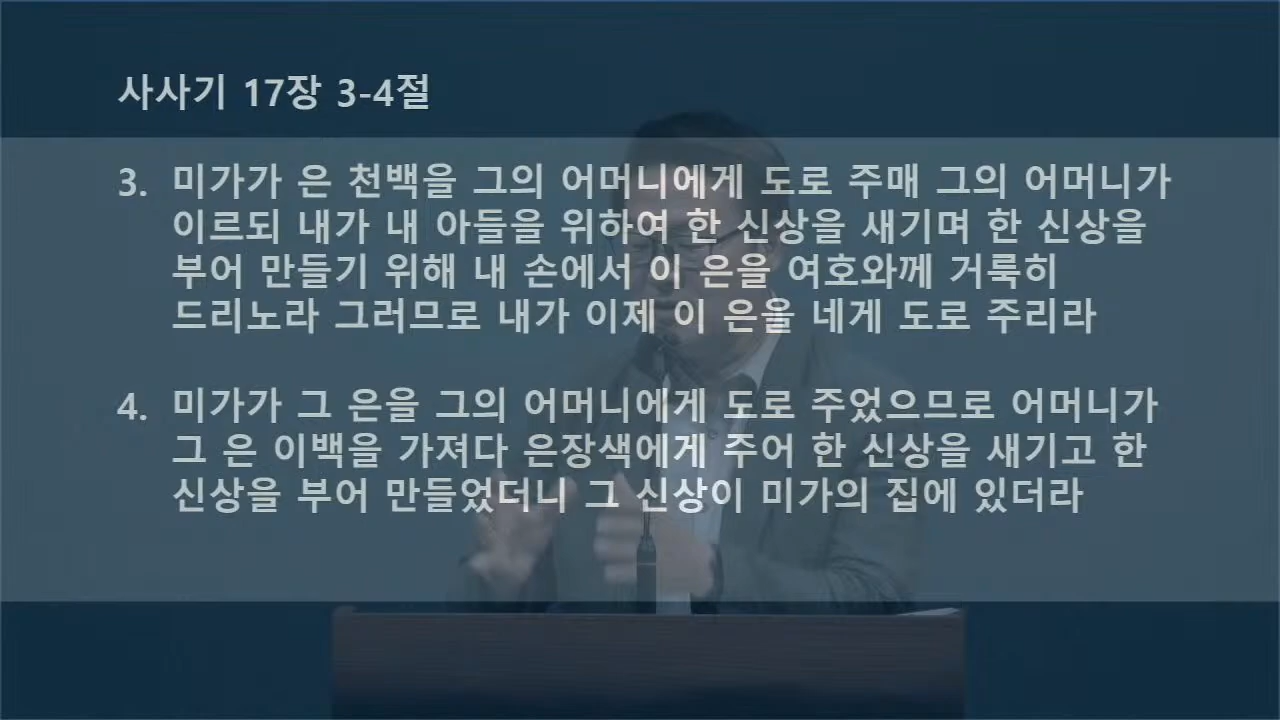 사사기 17장 3-4절
3. 미가가 은 천백을 그의 어머니에게 도로 주매 그의 어머니가
이르되 내가 내 아들을 위하여 한 신상을 새기며 한 신상을
부어 만들기 위해 내 손에서 이 은을 여호와께 거룩히
드리노라 그러므로 내가 이제 이 은을 네게 도로 주리라
4. 미가가 그 은을 그의 어머니에게 도로 주었으므로 어머니가
그 은 이백을 가져다 은장색에게 주어 한 신상을 새기고 한
신상을 부어 만들었더니 그 신상이 미가의 집에 있더라